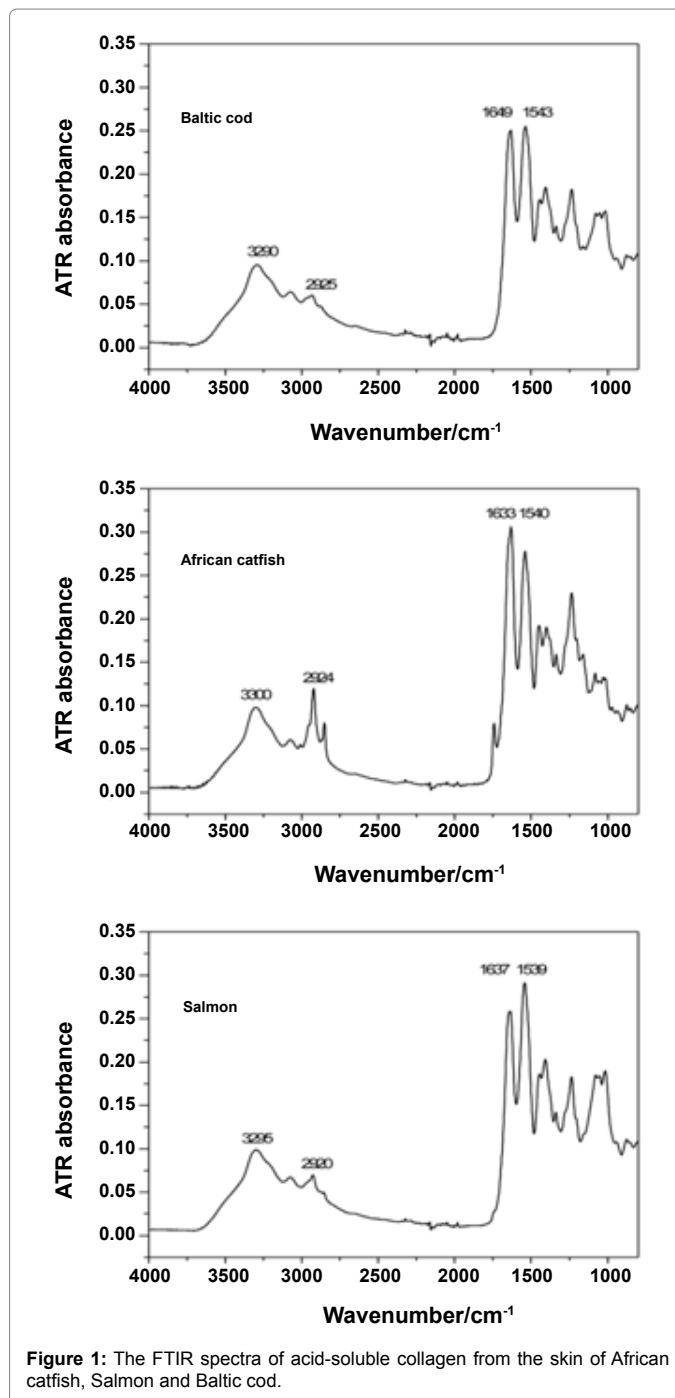 0.35
0.30
0.25
0.20
0.15
0.10
0.05
0.00
ATR absorbance
Baltic cod
1649 1543
3290
2925
4000 3500 3000 2500 2000 1500 1000
Wavenumber/cm-1
0.35
0.30
0.25
0.20
0.15
0.10
0.05
0.00
ATR absorbance
African catfish
1633 1540
3300
2924
4000 3500 3000 2500 2000 1500 1000
Wavenumber/cm-1
0.35
0.30
0.25
0.20
0.15
0.10
0.05
0.00
ATR absorbance
Salmon
1637 1539
3295
2920
4000 3500 3000 2500 2000 1500 1000
Wavenumber/cm-1
Figure 1: The FTIR spectra of acid-soluble collagen from the skin of African
catfish, Salmon and Baltic cod.